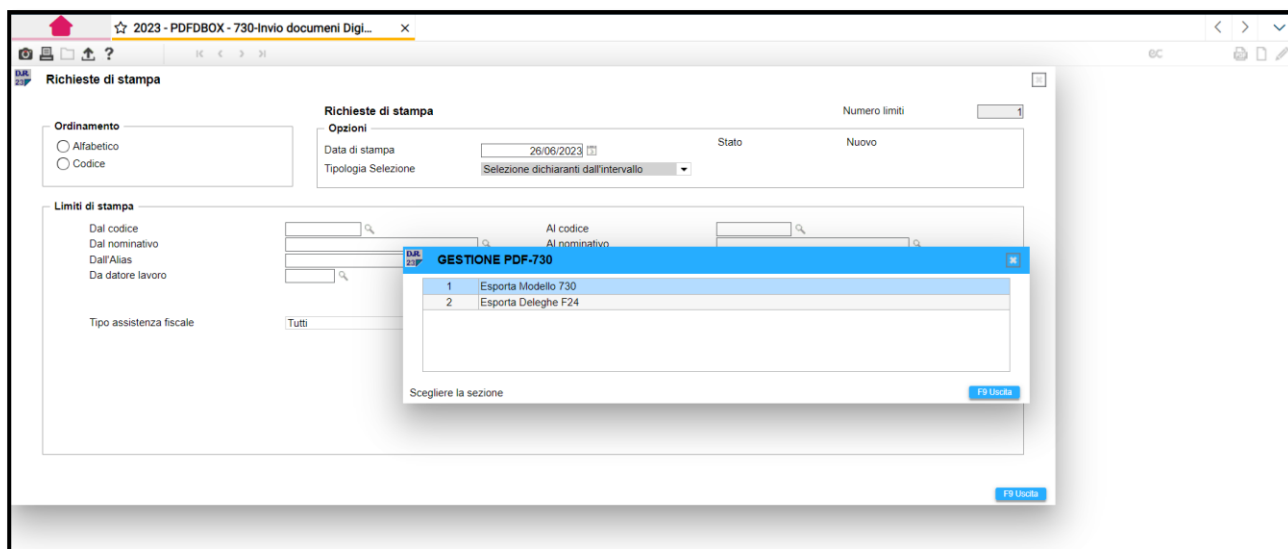 2023 - PDFDBOX - 730-Invio documeni Digi...
?
D.R. 23
Richieste di stampa
Richieste di stampa
Numero limiti 1
Ordinamento
Alfabetico
Codice
Opzioni
Data di stampa 26/06/2023
Stato Nuovo
Tipologia Selezione Selezione dichiaranti dall'intervallo
Limiti di stampa
Dal codice Al codice
Dal nominativo Al nominativo
Dall'Alias
Da datore lavoro
Tipo assistenza fiscale Tutti
D.R. 23
GESTIONE PDF-730
1 Esporta Modello 730
2 Esporta Deleghe F24
Scegliere la sezione
F9 Uscita
F9 Uscita